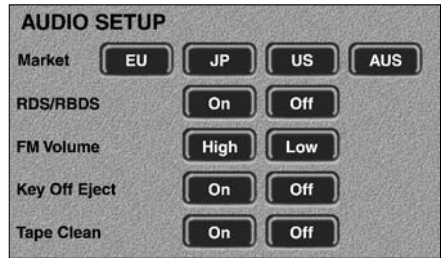 AUDIO SETUP
Market EU JP US AUS
RDS/RBDS On Off
FM Volume High Low
Key Off Eject On Off
Tape Clean On Off